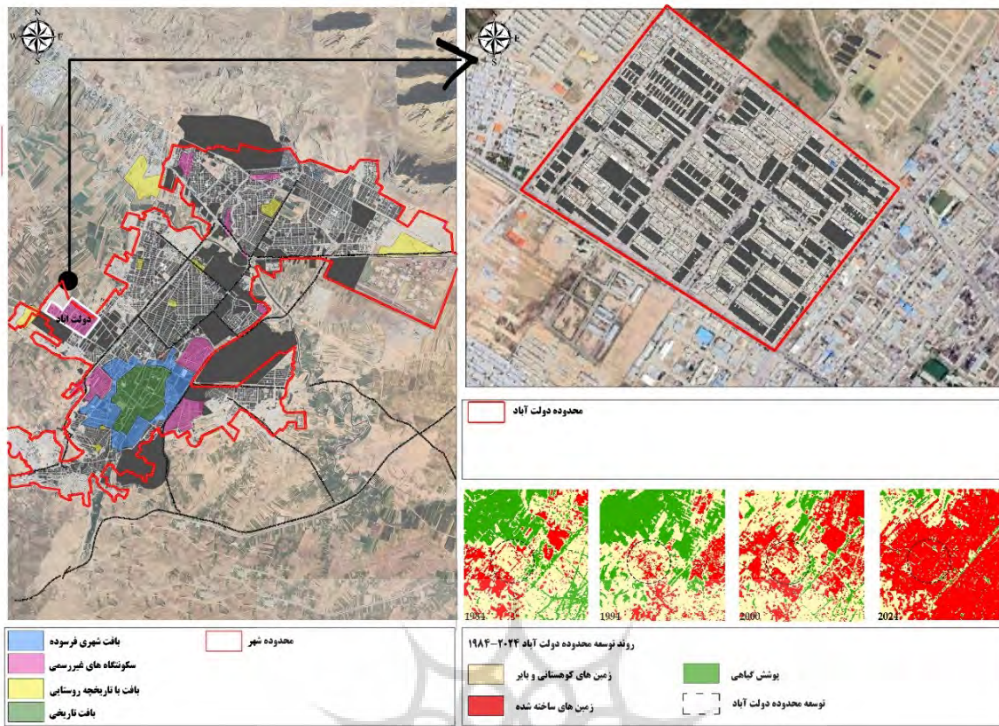 N
W E
S
N
W E
S
دولت آباد
محدوده دولت آباد
1984
1994
2000
2024
بافت شهری فرسوده
محدوده شهر
سکونتگاه های غیررسمی
بافت با تاریخچه روستایی
بافت تاریخی
روند توسعه محدوده دولت آباد ۲۰۲۴-۱۹۸۴
زمین های کوهستانی و بایر
پوشش گیاهی
زمین های ساخته شده
توسعه محدوده دولت آباد